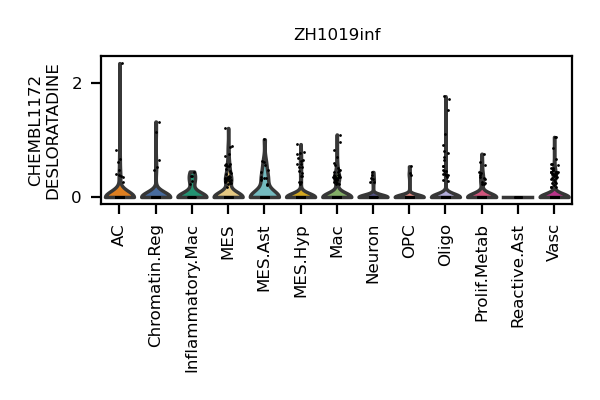 ZH1019inf
CHEMBL1172
DESLORATADINE
2
0
AC
Chromatin.Reg
Inflammatory.Mac
MES
MES.Ast
MES.Hyp
Mac
Neuron
OPC
Oligo
Prolif.Metab
Reactive.Ast
Vasc